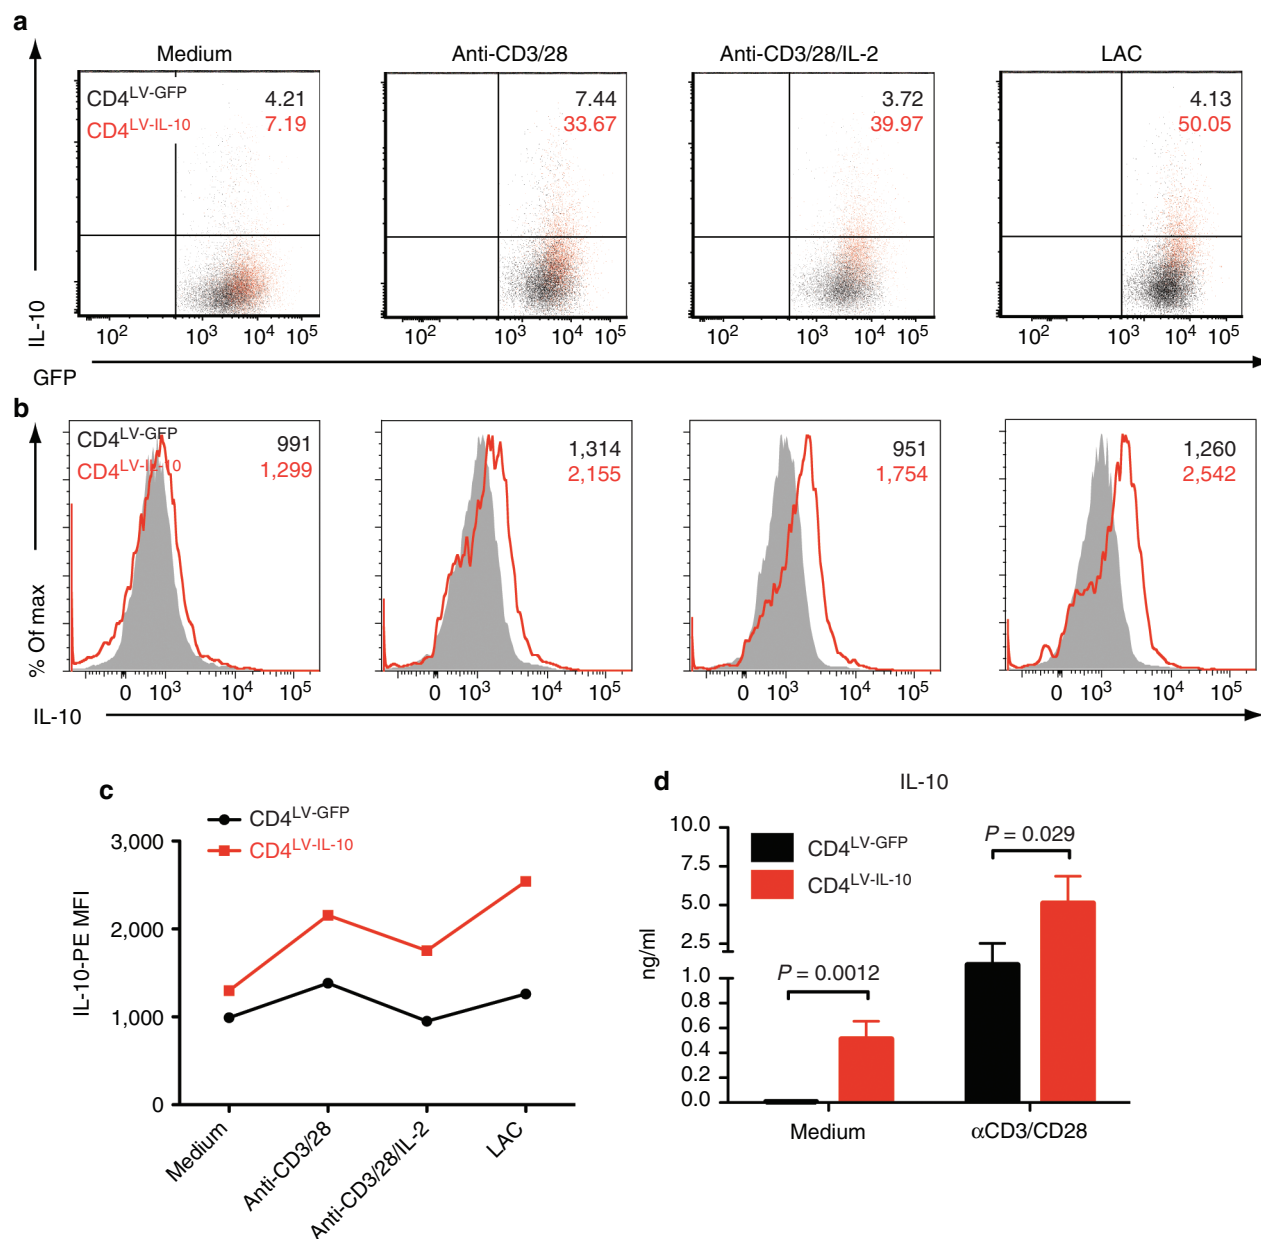 a
Medium
Anti-CD3/28
Anti-CD3/28/IL-2
LAC
CD4LV-GFP 4.21
CD4LV-IL-10 7.19
7.44
33.67
3.72
39.97
4.13
50.05
IL-10
10² 10³ 10⁴ 10⁵
10² 10³ 10⁴ 10⁵
10² 10³ 10⁴ 10⁵
10² 10³ 10⁴ 10⁵
GFP
b
CD4LV-GFP 991
CD4LV-IL-10 1,299
1,314
2,155
951
1,754
1,260
2,542
% Of max
0 10³ 10⁴ 10⁵
0 10³ 10⁴ 10⁵
0 10³ 10⁴ 10⁵
0 10³ 10⁴ 10⁵
IL-10
c
CD4LV-GFP
CD4LV-IL-10
IL-10-PE MFI
3,000
2,000
1,000
0
Medium
Anti-CD3/28
Anti-CD3/28/IL-2
LAC
d
IL-10
CD4LV-GFP
CD4LV-IL-10
P = 0.029
P = 0.0012
ng/ml
10.0
7.5
5.0
2.5
1.0
0.8
0.6
0.4
0.2
0.0
Medium
αCD3/CD28